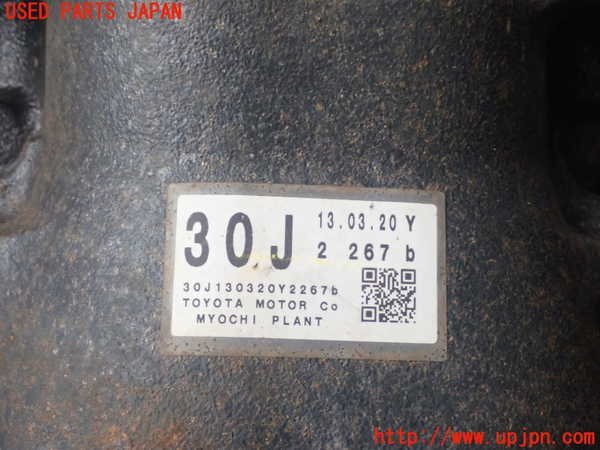 USED PARTS JAPAN
30J 13.03.20 Y
2 267 b
30J130320Y2267b
TOYOTA MOTOR Co
MYOCHI PLANT
http://www.upjpn.com/